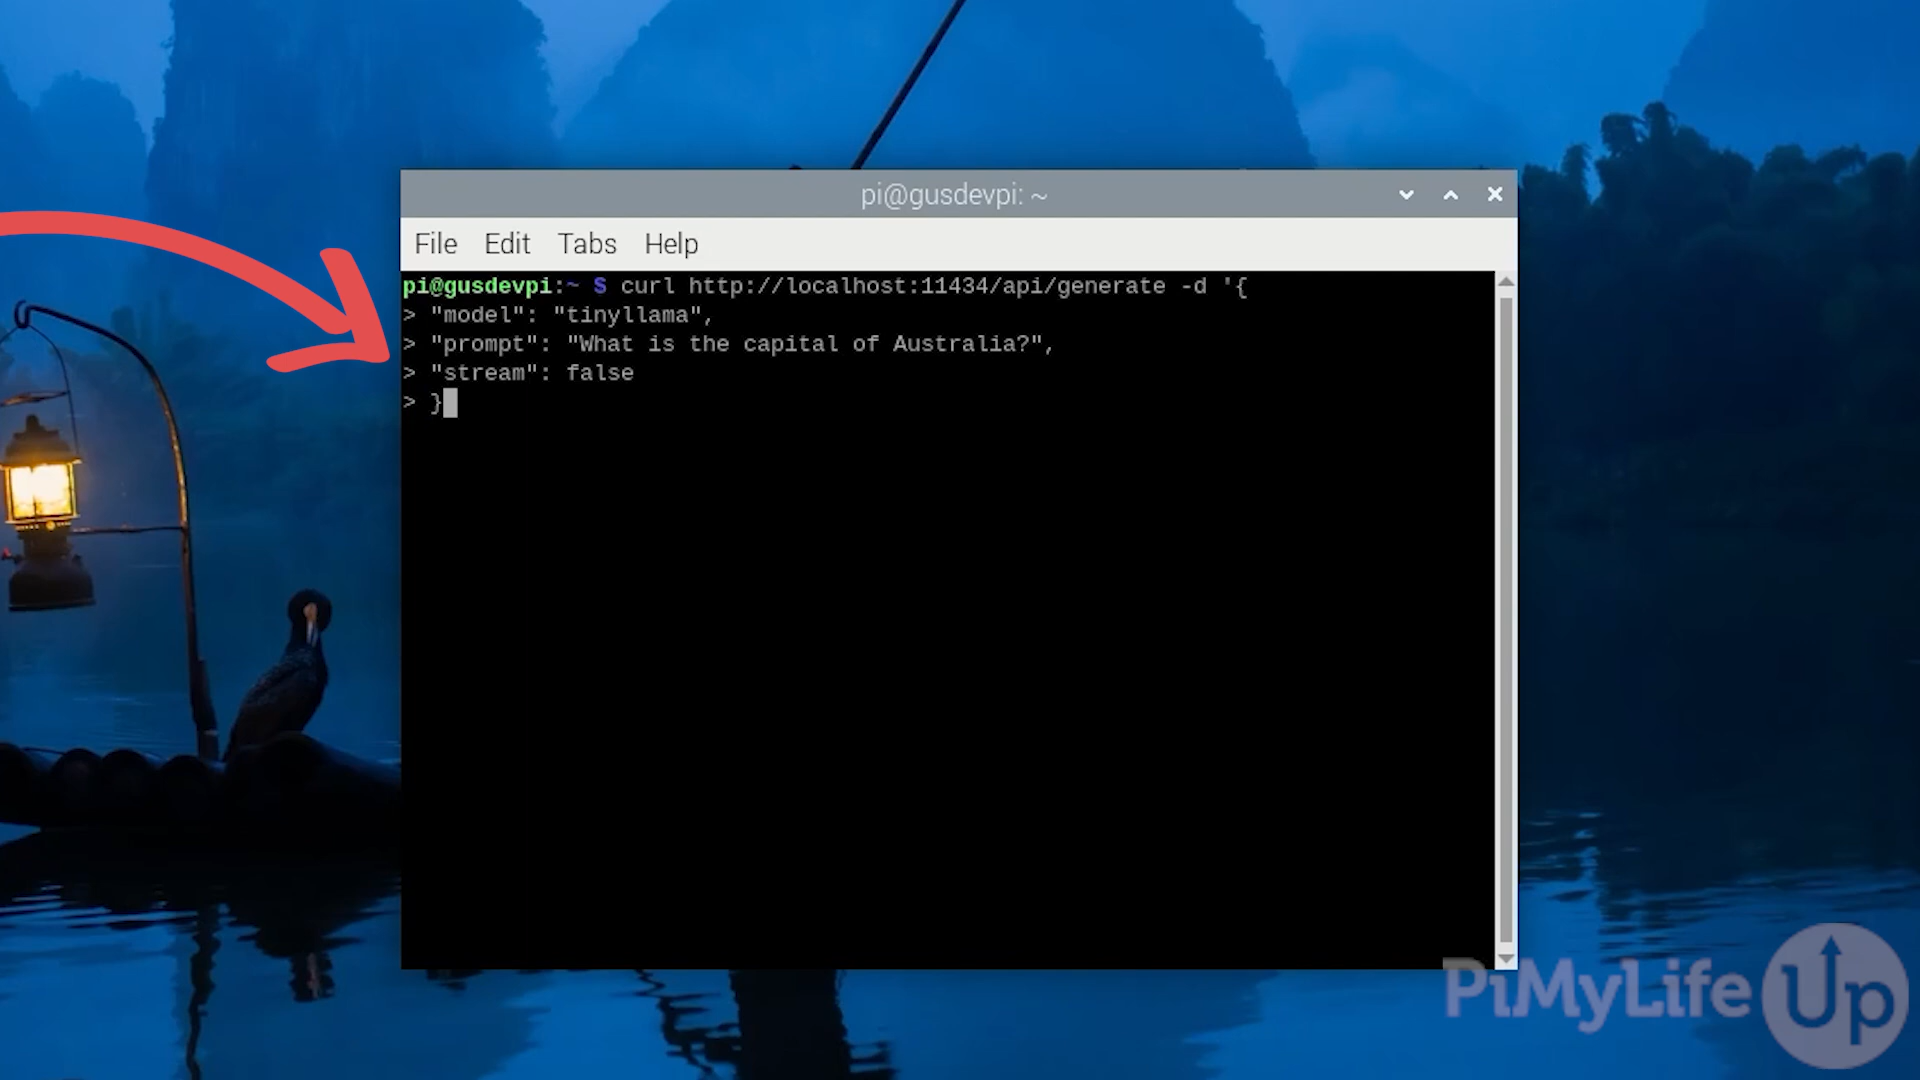 pi@gusdevpi: ~
File Edit Tabs Help
pi@gusdevpi:~ $ curl http://localhost:11434/api/generate -d '{
> "model": "tinyllama",
> "prompt": "What is the capital of Australia?",
> "stream": false
> }
PiMyLifeUp